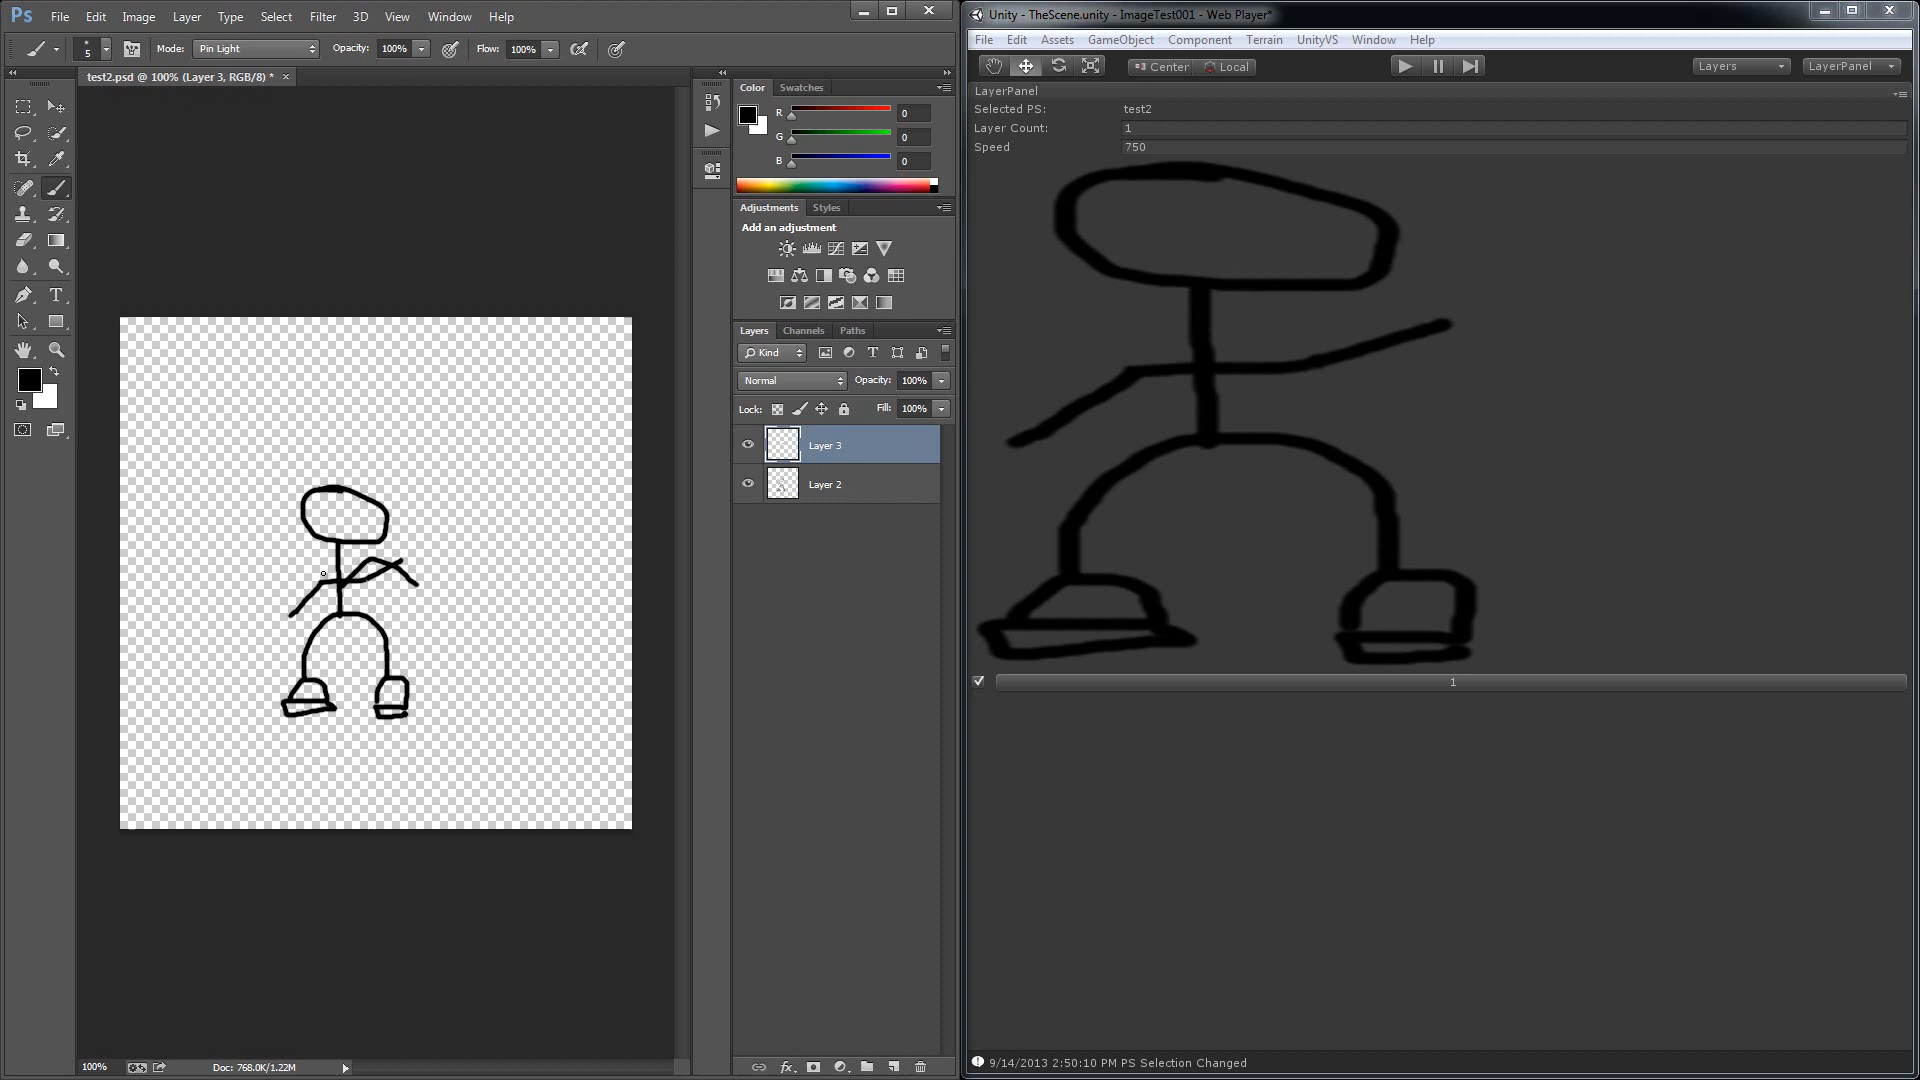 Ps File Edit Image Layer Type Select Filter 3D View Window Help
5 Mode: Pin Light Opacity: 100% Flow: 100%
test2.psd @ 100% (Layer 3, RGB/8) * ×
Color Swatches
R 0
G 0
B 0
Adjustments Styles
Add an adjustment
Layers Channels Paths
Kind T
Normal Opacity: 100%
Lock: Fill: 100%
Layer 3
Layer 2
fx
100% Doc: 768.0K/1.22M
Unity - TheScene.unity - ImageTest001 - Web Player*
File Edit Assets GameObject Component Terrain UnityVS Window Help
Center Local Layers LayerPanel
LayerPanel
Selected PS: test2
Layer Count: 1
Speed 750
1
9/14/2013 2:50:10 PM PS Selection Changed